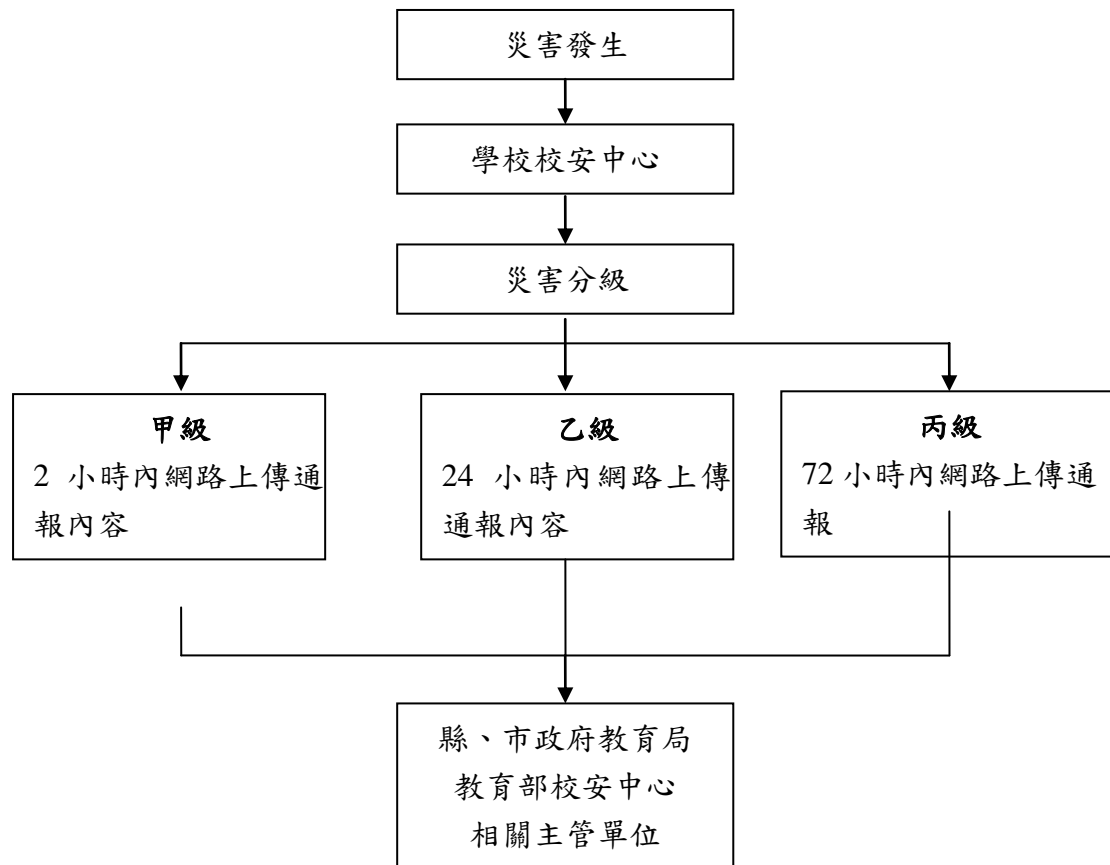 災害發生
學校校安中心
災害分級
甲級
2 小時內網路上傳通
報內容
乙級
24 小時內網路上傳
通報內容
丙級
72 小時內網路上傳通
報
縣、市政府教育局
教育部校安中心
相關主管單位